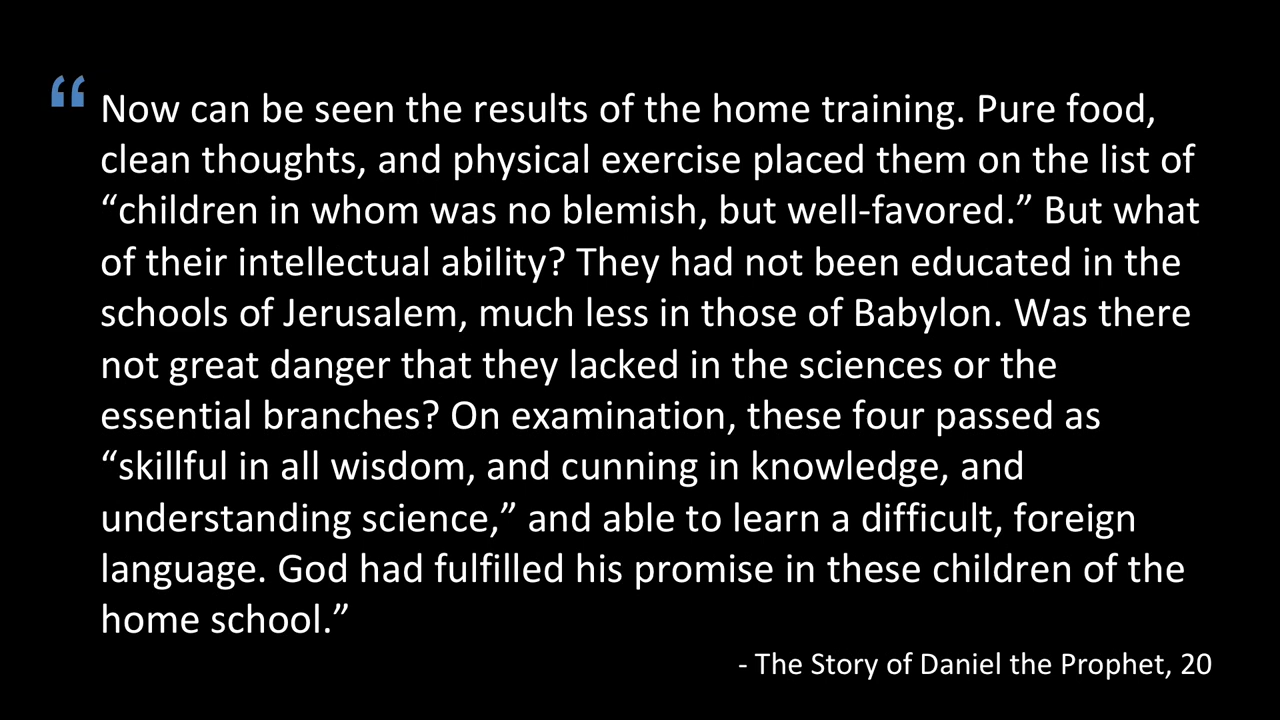 “ Now can be seen the results of the home training. Pure food,
clean thoughts, and physical exercise placed them on the list of
“children in whom was no blemish, but well-favored.” But what
of their intellectual ability? They had not been educated in the
schools of Jerusalem, much less in those of Babylon. Was there
not great danger that they lacked in the sciences or the
essential branches? On examination, these four passed as
“skillful in all wisdom, and cunning in knowledge, and
understanding science,” and able to learn a difficult, foreign
language. God had fulfilled his promise in these children of the
home school.”
- The Story of Daniel the Prophet, 20